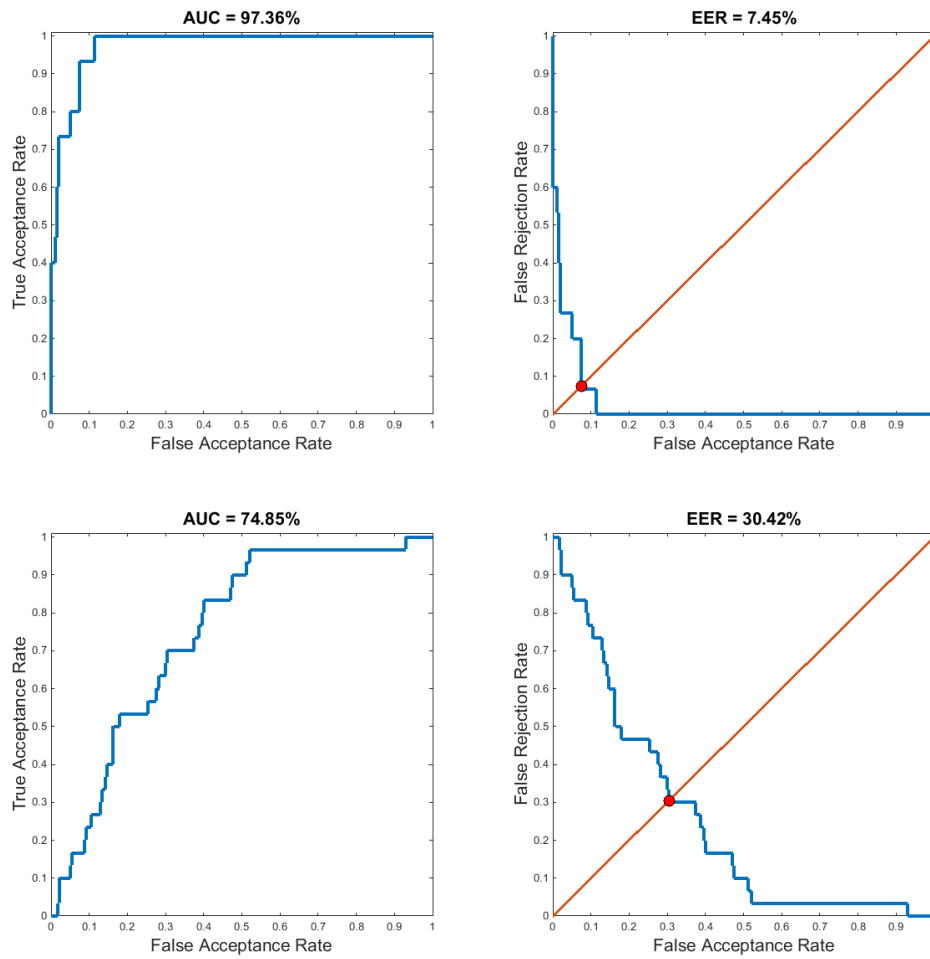 AUC = 97.36%
1
0.9
0.8
0.7
0.6
0.5
0.4
0.3
0.2
0.1
0
True Acceptance Rate
0 0.1 0.2 0.3 0.4 0.5 0.6 0.7 0.8 0.9 1
False Acceptance Rate
EER = 7.45%
1
0.9
0.8
0.7
0.6
0.5
0.4
0.3
0.2
0.1
0
False Rejection Rate
0 0.1 0.2 0.3 0.4 0.5 0.6 0.7 0.8 0.9
False Acceptance Rate
AUC = 74.85%
1
0.9
0.8
0.7
0.6
0.5
0.4
0.3
0.2
0.1
0
True Acceptance Rate
0 0.1 0.2 0.3 0.4 0.5 0.6 0.7 0.8 0.9 1
False Acceptance Rate
EER = 30.42%
1
0.9
0.8
0.7
0.6
0.5
0.4
0.3
0.2
0.1
0
False Rejection Rate
0 0.1 0.2 0.3 0.4 0.5 0.6 0.7 0.8 0.9
False Acceptance Rate